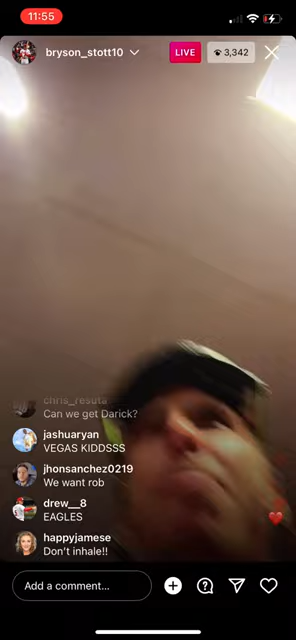 11:55
bryson_stott10
LIVE
3,342
chris_resuta
Can we get Darick?
jashuaryan
VEGAS KIDDSSS
jhonsanchez0219
We want rob
drew__8
EAGLES
happyjamese
Don't inhale!!
Add a comment...